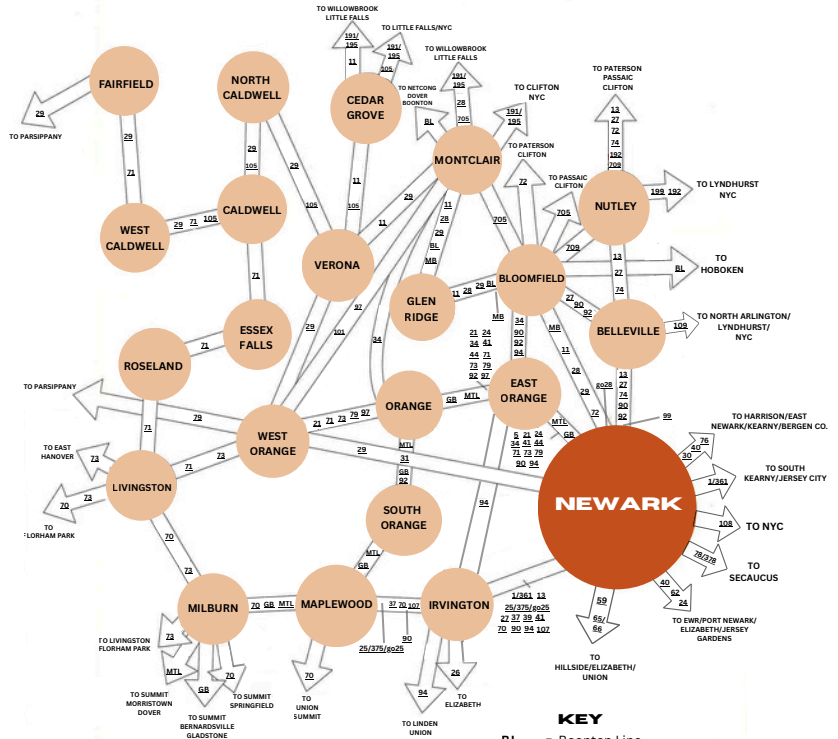 TO WILLOWBROOK
LITTLE FALLS
TO LITTLE FALLS/NYC
191/
195
11
191/
195
105
TO WILLOWBROOK
LITTLE FALLS
191/
195
28
705
TO NETCONG
DOVER
BOONTON
BL
TO CLIFTON
NYC
191/
195
TO PATERSON
PASSAIC
CLIFTON
13
27
72
74
192
709
FAIRFIELD
29
TO PARSIPPANY
NORTH
CALDWELL
CEDAR
GROVE
MONTCLAIR
TO PATERSON
CLIFTON
72
TO PASSAIC
CLIFTON
705
709
NUTLEY
199 192
TO LYNDHURST
NYC
29
71
29
105
29
105
11
105
29
11
11
28
29
BL
MB
705
WEST
CALDWELL
29 71 105
CALDWELL
VERONA
BLOOMFIELD
13
27
74
BL
TO
HOBOKEN
71
GLEN
RIDGE
11 28 29 BL
MB
27
90
92
BELLEVILLE
109
TO NORTH ARLINGTON/
LYNDHURST/
NYC
ESSEX
FALLS
71
ROSELAND
29
97
101
34
21 24
34 41
44 71
73 79
92 97
34
90
92
94
MB
11
28
29
72
go28
13
27
74
90
92
99
TO PARSIPPANY
79
71
WEST
ORANGE
21 71 73 79 97
ORANGE
GB MTL
EAST
ORANGE
MTL
GB
5 21 24
34 41 44
71 73 79
90 94
TO HARRISON/EAST
NEWARK/KEARNY/BERGEN CO.
76
40
30
TO EAST
HANOVER
73
71
73
29
MTL
31
GB
92
LIVINGSTON
73
70
TO
FLORHAM PARK
NEWARK
1/361
TO SOUTH
KEARNY/JERSEY CITY
108
TO NYC
SOUTH
ORANGE
94
78/378
TO
SECAUCUS
70
73
MTL
GB
MILBURN
70 GB MTL
MAPLEWOOD
37 70 107
90
25/375/go25
IRVINGTON
1/361 13
25/375/go25
27 37 39 41
70 90 94 107
59
65/
66
TO
HILLSIDE/ELIZABETH/
UNION
40
62
24
TO EWR/PORT NEWARK/
ELIZABETH/JERSEY
GARDENS
TO LIVINGSTON
FLORHAM PARK
73
MTL
TO SUMMIT
MORRISTOWN
DOVER
GB
TO SUMMIT
BERNARDSVILLE
GLADSTONE
70
TO SUMMIT
SPRINGFIELD
70
TO
UNION
SUMMIT
94
TO LINDEN
UNION
26
TO
ELIZABETH
KEY
BL = Boonton Line